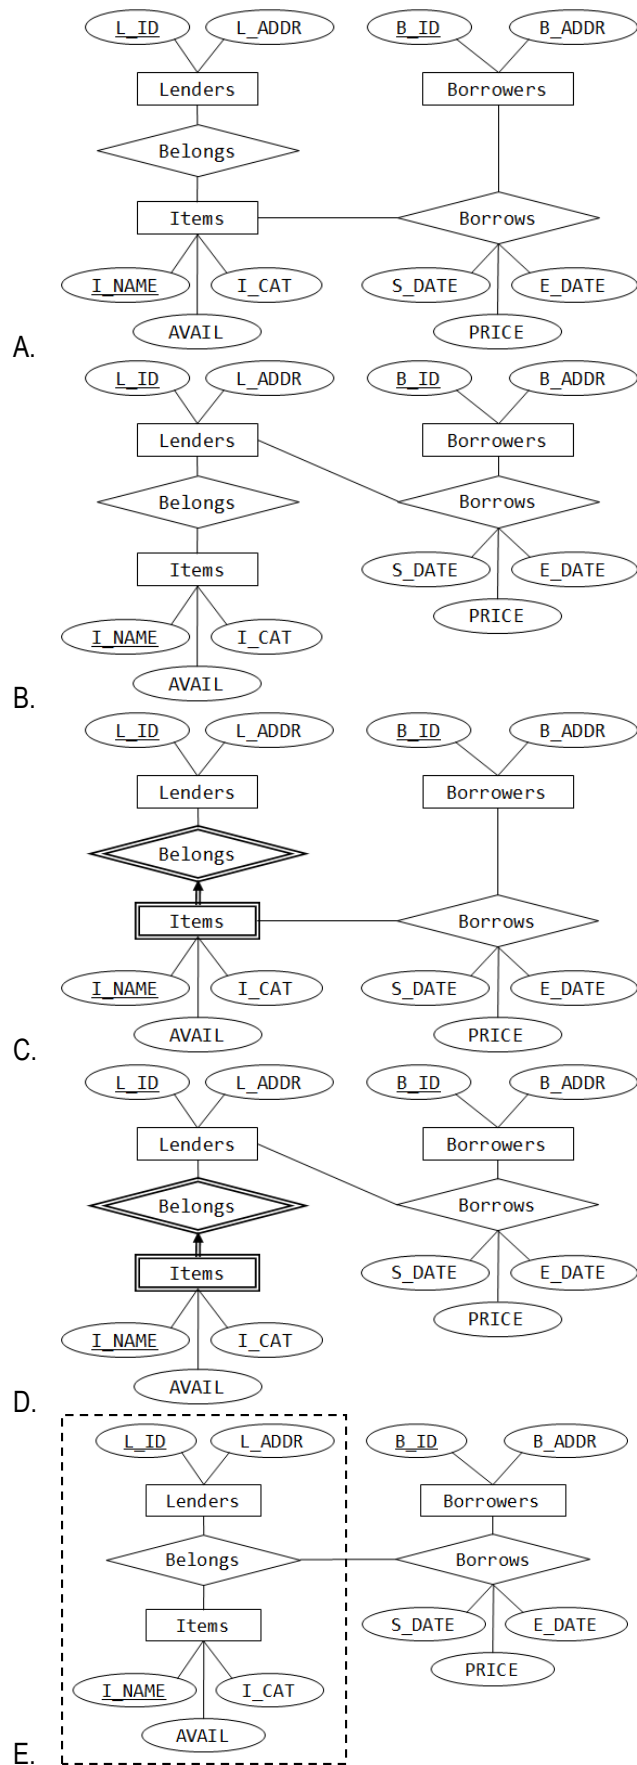 L_ID L_ADDR B_ID B_ADDR
Lenders Borrowers
Belongs
Items Borrows
I_NAME I_CAT S_DATE E_DATE
AVAIL PRICE
A.
L_ID L_ADDR B_ID B_ADDR
Lenders Borrowers
Belongs Borrows
Items S_DATE E_DATE
PRICE
I_NAME I_CAT
AVAIL
B.
L_ID L_ADDR B_ID B_ADDR
Lenders Borrowers
Belongs
Items Borrows
I_NAME I_CAT S_DATE E_DATE
AVAIL PRICE
C.
L_ID L_ADDR B_ID B_ADDR
Lenders Borrowers
Belongs Borrows
Items S_DATE E_DATE
PRICE
I_NAME I_CAT
AVAIL
D.
L_ID L_ADDR B_ID B_ADDR
Lenders Borrowers
Belongs Borrows
Items S_DATE E_DATE
PRICE
I_NAME I_CAT
AVAIL
E.